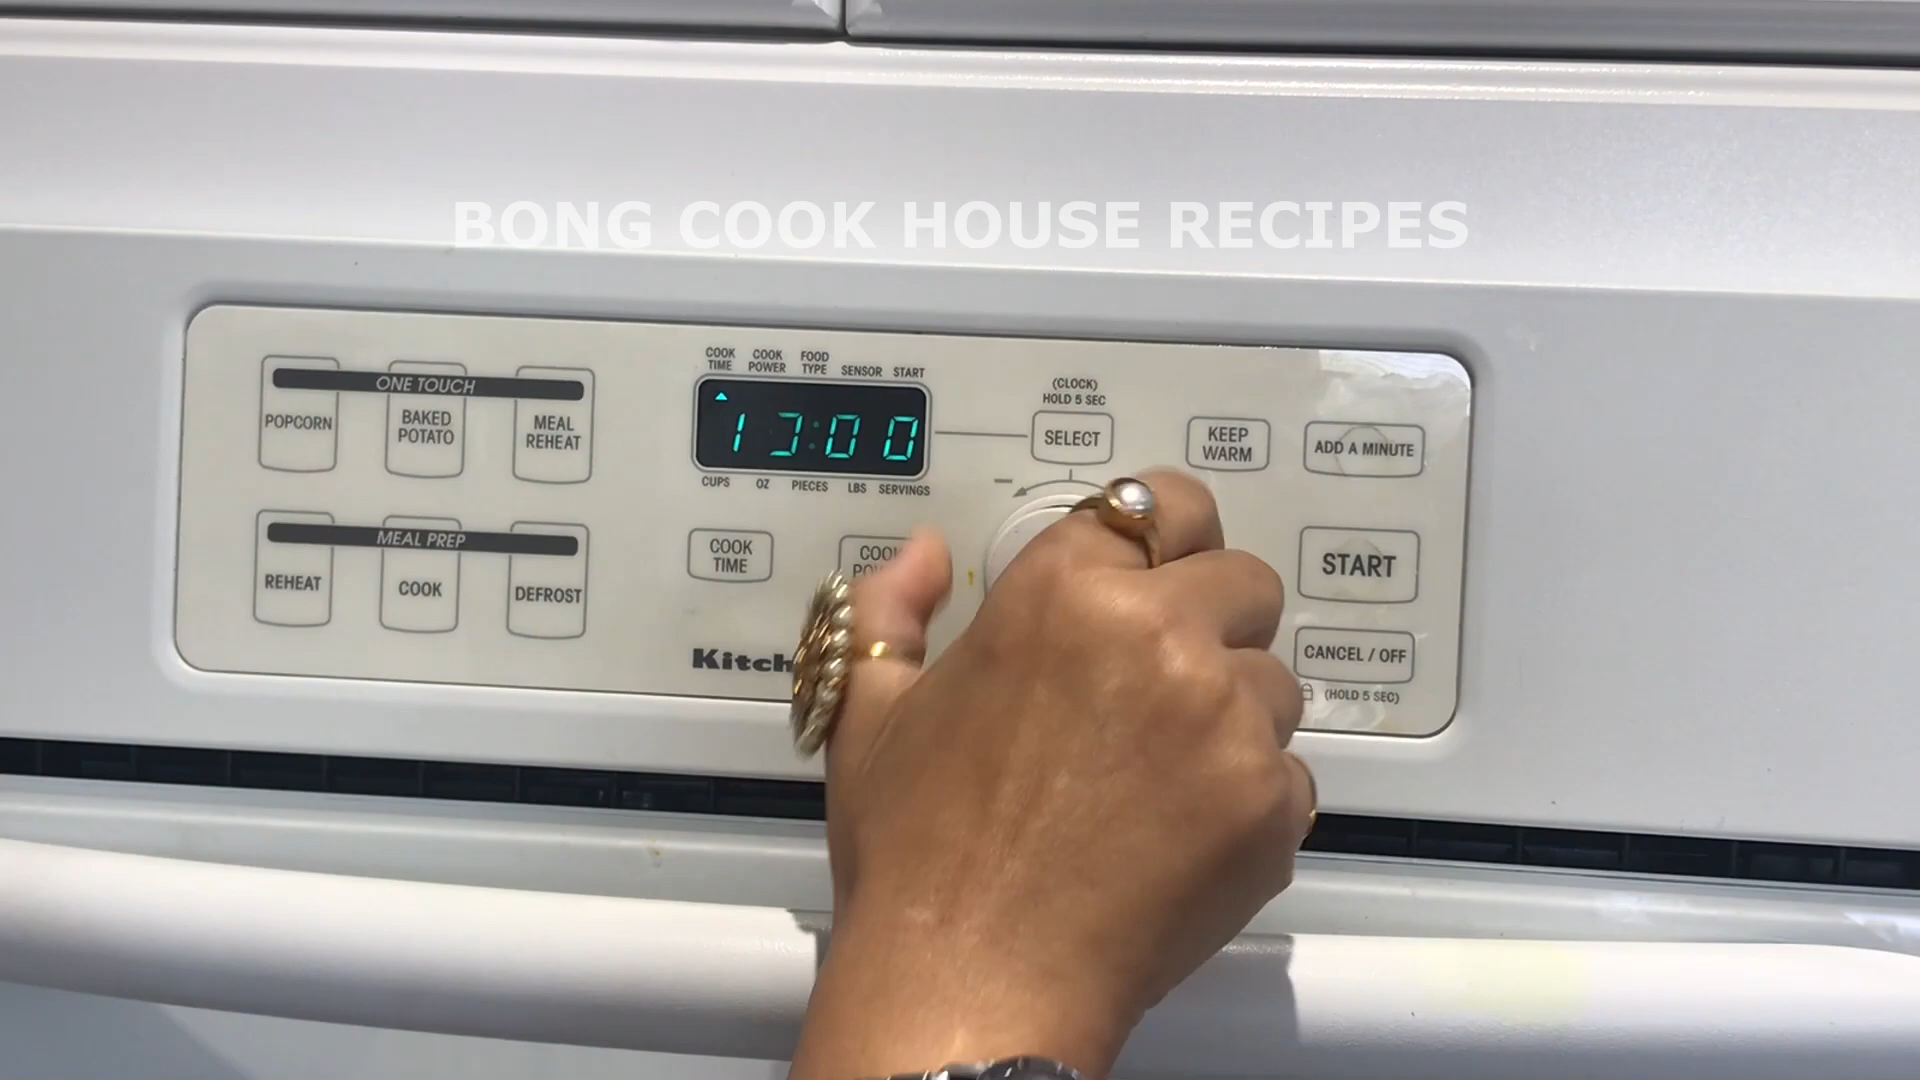 BONG COOK HOUSE RECIPES
ONE TOUCH
POPCORN
BAKED
POTATO
MEAL
REHEAT
MEAL PREP
REHEAT
COOK
DEFROST
COOK
TIME
COOK
POWER
FOOD
TYPE
SENSOR
START
CUPS
OZ
PIECES
LBS
SERVINGS
COOK
TIME
Kitch
(CLOCK)
HOLD 5 SEC
SELECT
KEEP
WARM
ADD A MINUTE
START
CANCEL / OFF
(HOLD 5 SEC)